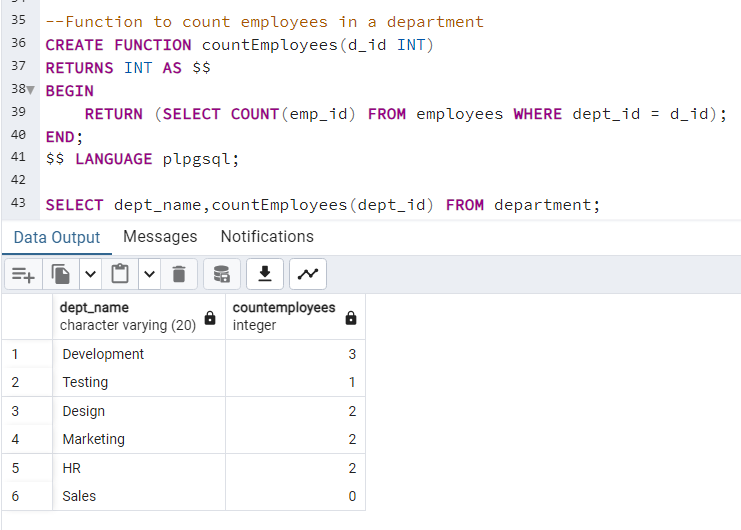 35 --Function to count employees in a department
36 CREATE FUNCTION countEmployees(d_id INT)
37 RETURNS INT AS $$
38 BEGIN
39 RETURN (SELECT COUNT(emp_id) FROM employees WHERE dept_id = d_id);
40 END;
41 $$ LANGUAGE plpgsql;
42
43 SELECT dept_name,countEmployees(dept_id) FROM department;
Data Output Messages Notifications
dept_name countemployees
character varying (20) integer
1 Development 3
2 Testing 1
3 Design 2
4 Marketing 2
5 HR 2
6 Sales 0